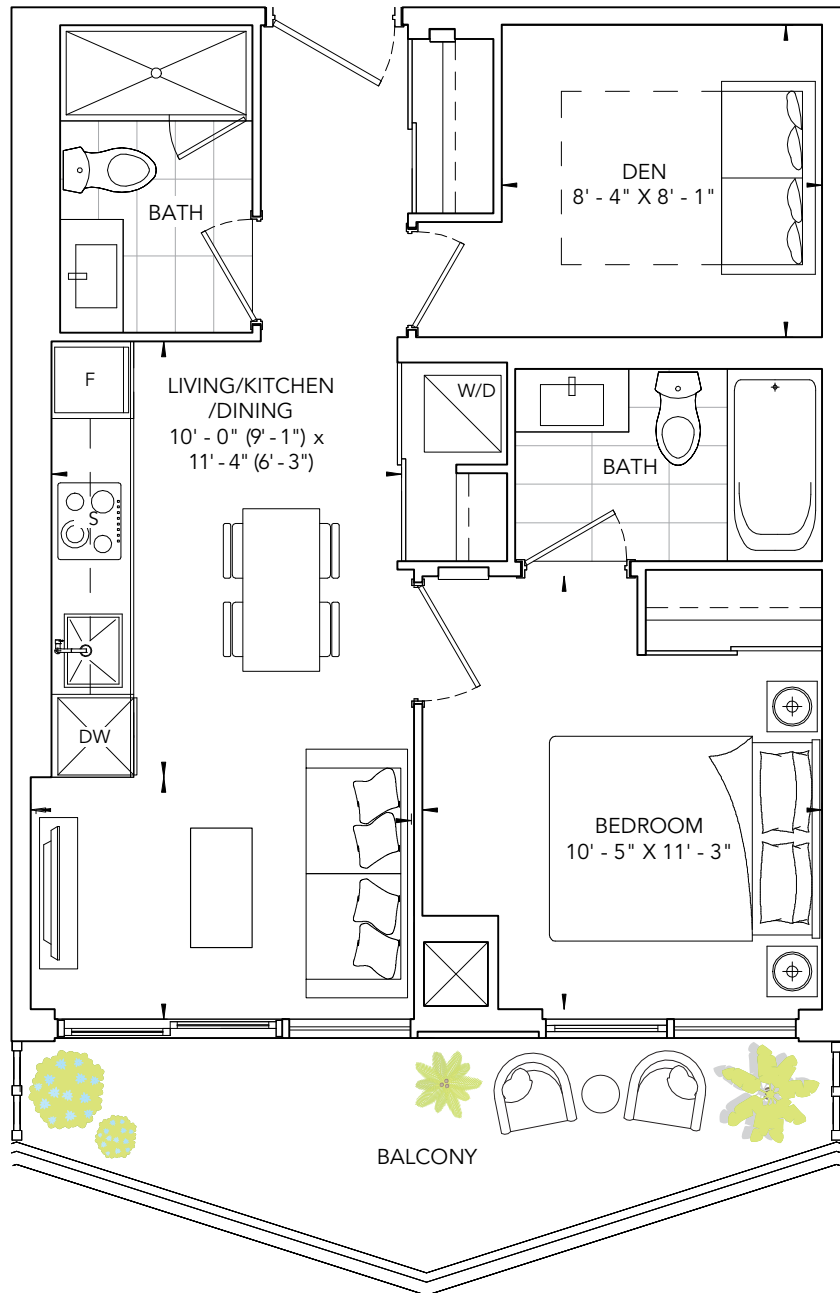 DEN
8' - 4" X 8' - 1"
BATH
F
LIVING/KITCHEN
/DINING
10' - 0" (9' - 1") x
11' - 4" (6' - 3")
W/D
BATH
S
DW
BEDROOM
10' - 5" X 11' - 3"
BALCONY